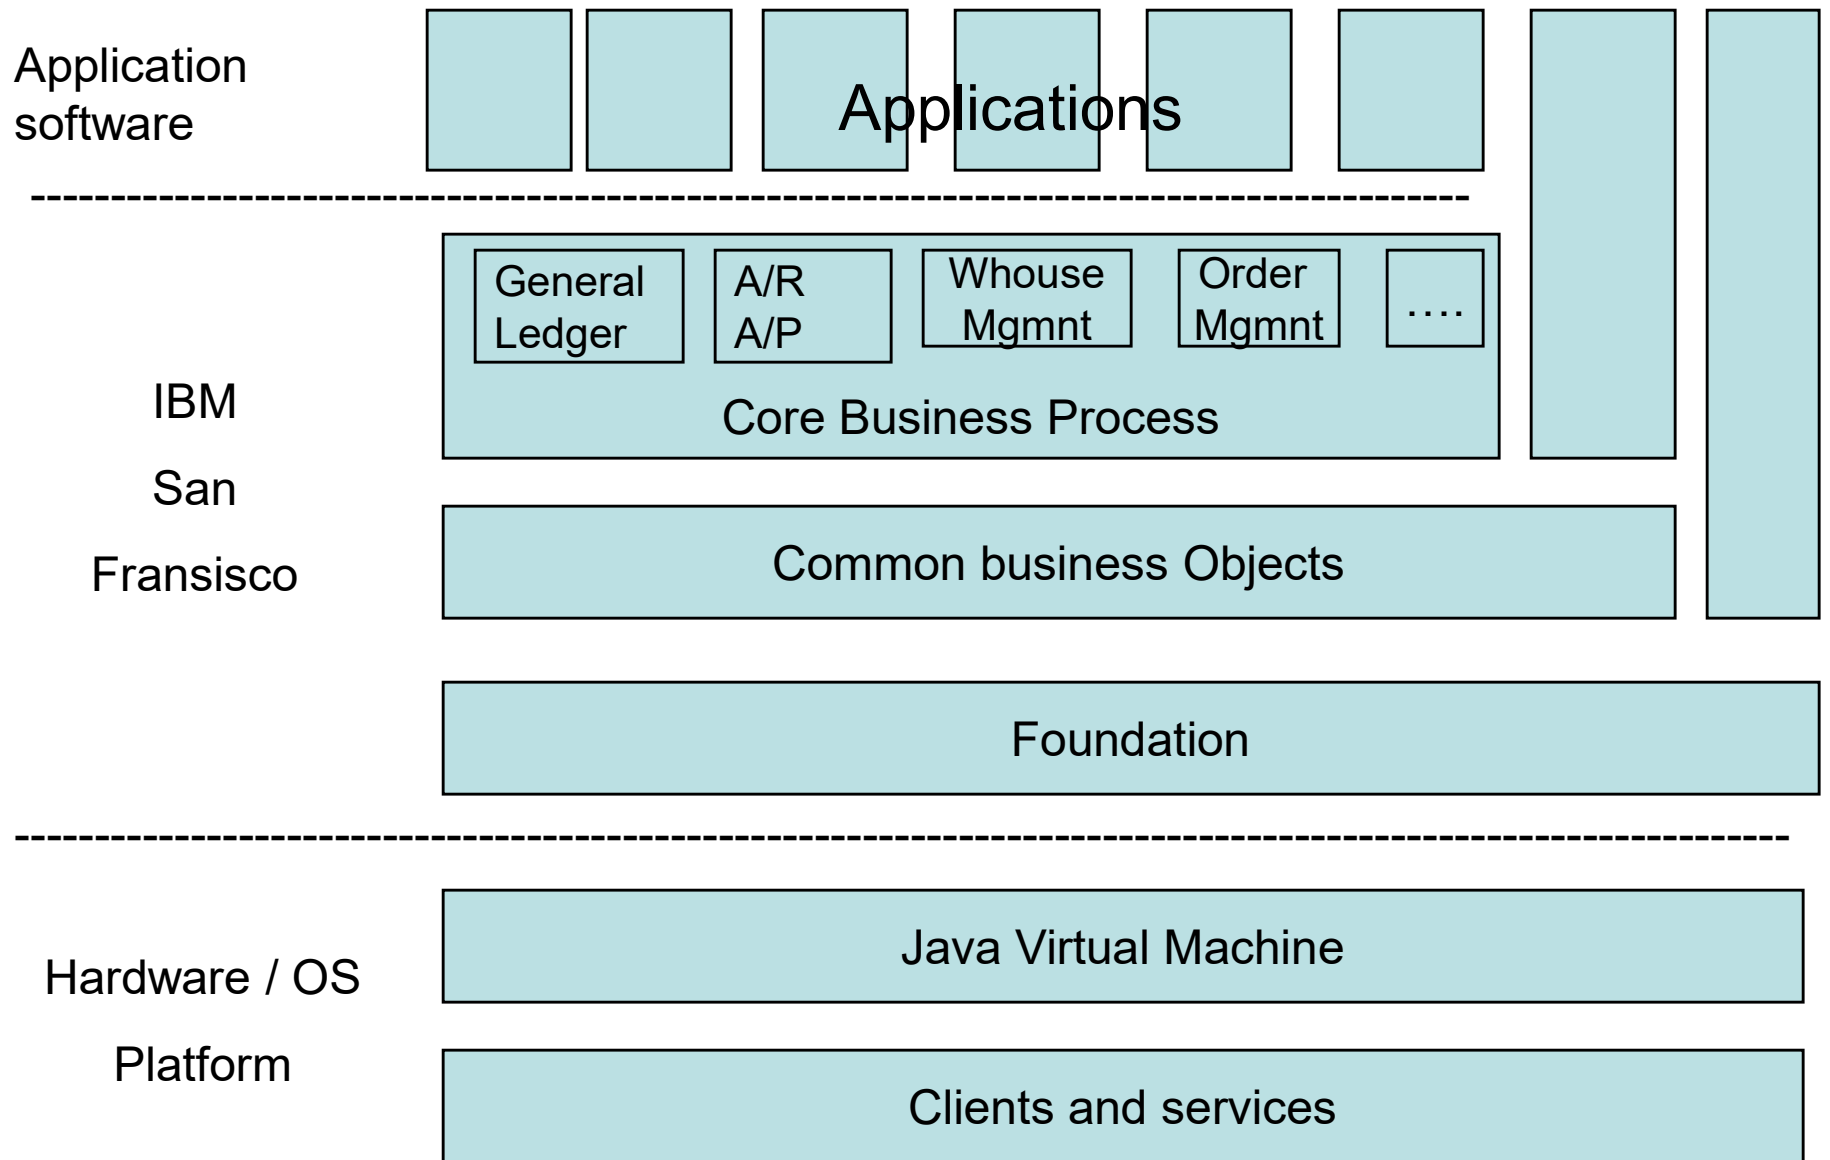 Application
software
Applications
General
Ledger
A/R
A/P
Whouse
Mgmnt
Order
Mgmnt
....
Core Business Process
IBM
San
Fransisco
Common business Objects
Foundation
Hardware / OS
Platform
Java Virtual Machine
Clients and services